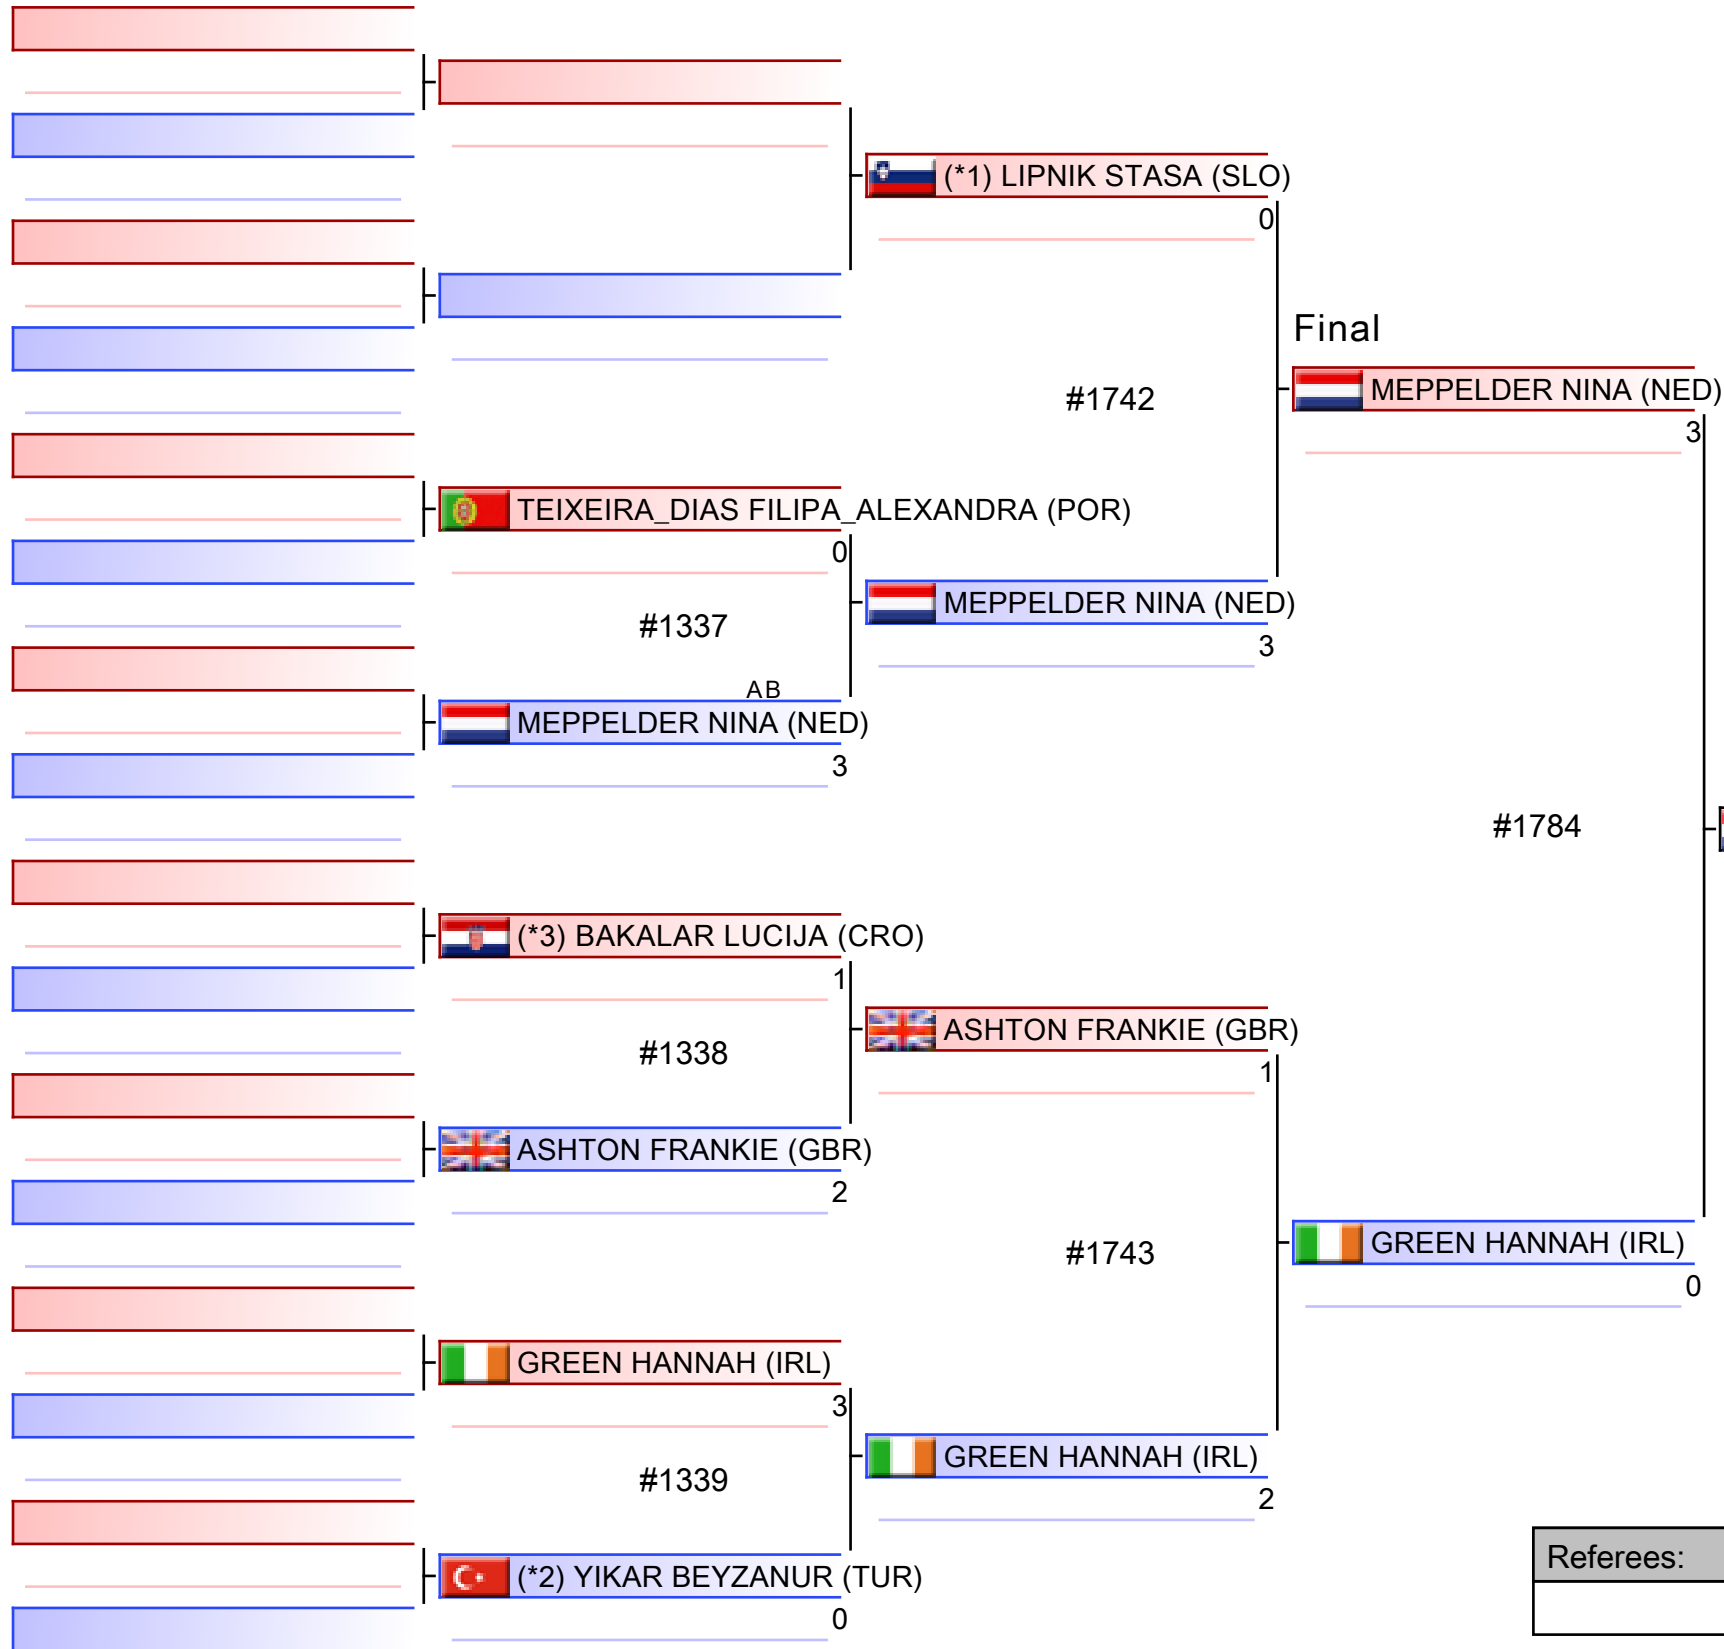 (*1) LIPNIK STASA (SLO)
0
Final
#1742
MEPPELDER NINA (NED)
3
TEIXEIRA_DIAS FILIPA_ALEXANDRA (POR)
0
MEPPELDER NINA (NED)
#1337
3
AB
MEPPELDER NINA (NED)
3
#1784
(*3) BAKALAR LUCIJA (CRO)
1
ASHTON FRANKIE (GBR)
#1338
1
ASHTON FRANKIE (GBR)
2
#1743
GREEN HANNAH (IRL)
0
GREEN HANNAH (IRL)
3
GREEN HANNAH (IRL)
#1339
2
Referees:
(*2) YIKAR BEYZANUR (TUR)
0